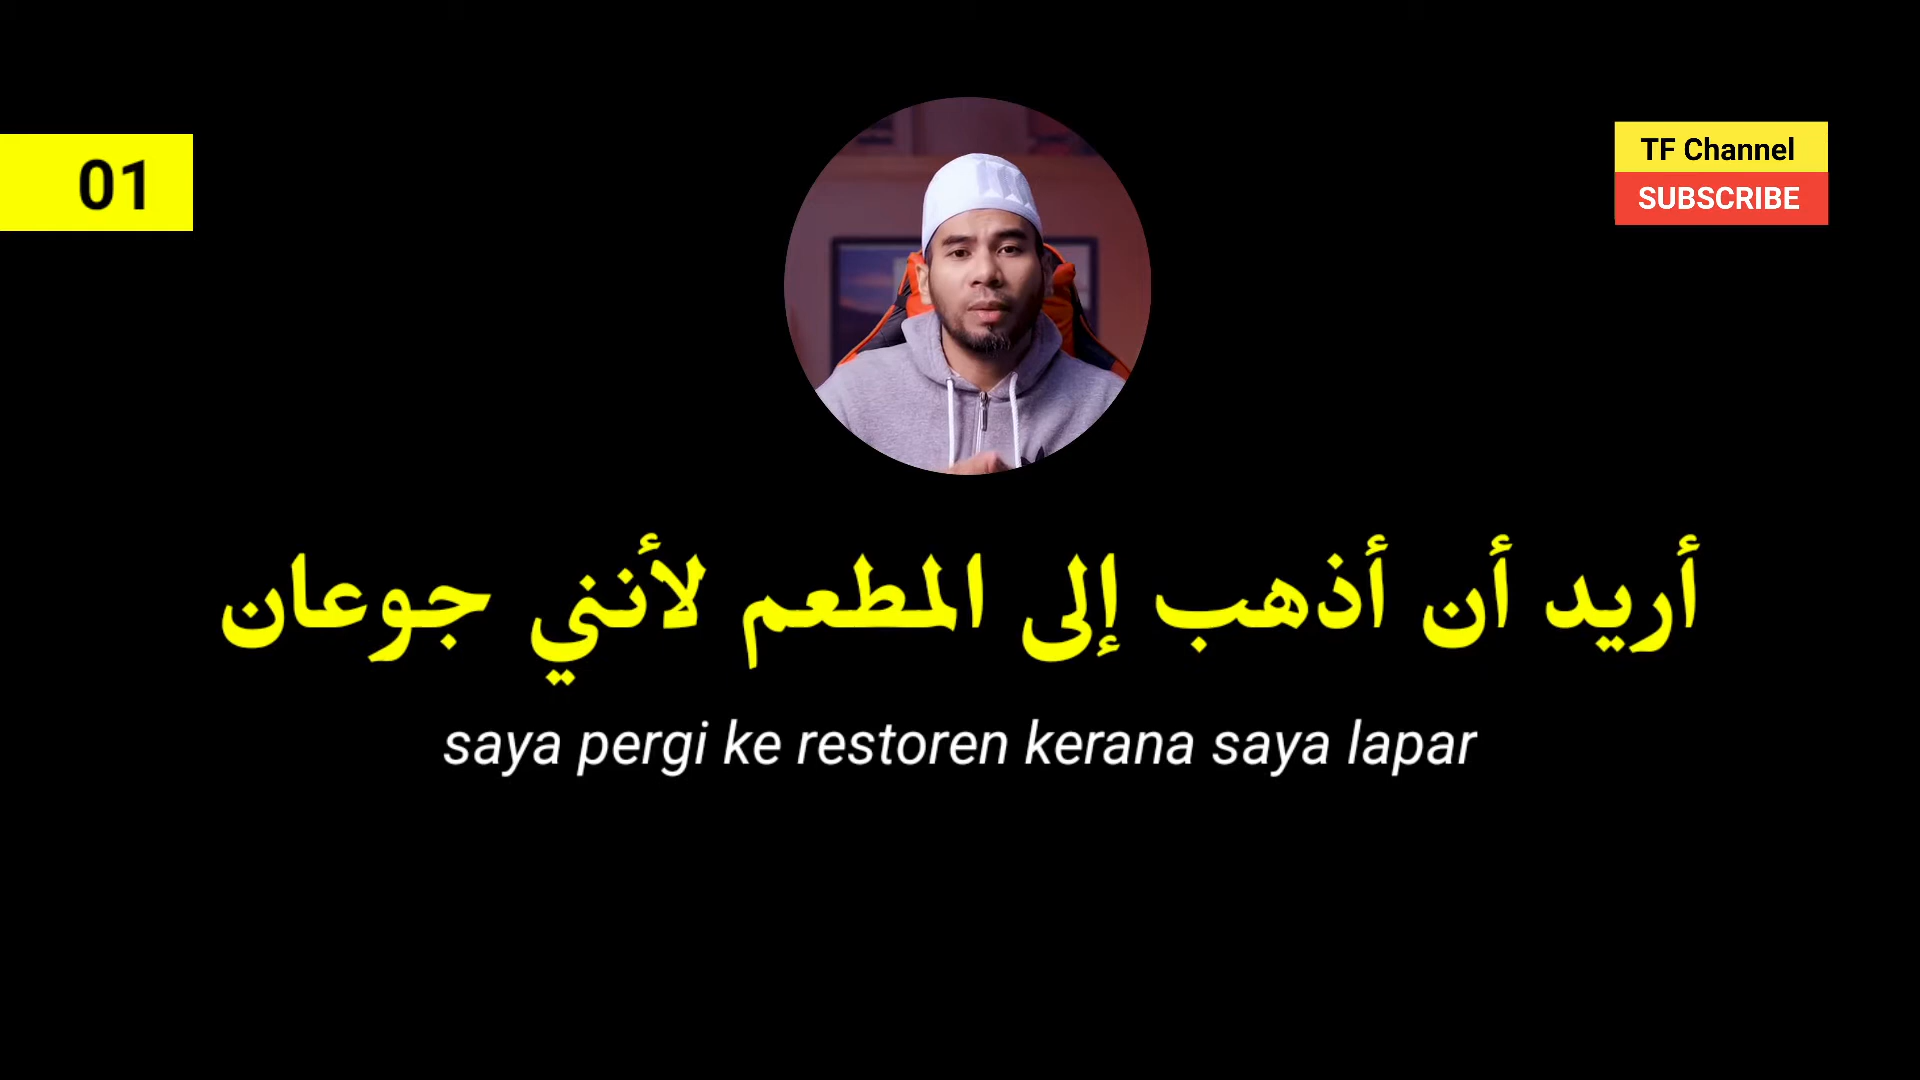 01
TF Channel
SUBSCRIBE
أريد أن أذهب إلى المطعم لأنني جوعان
saya pergi ke restoren kerana saya lapar